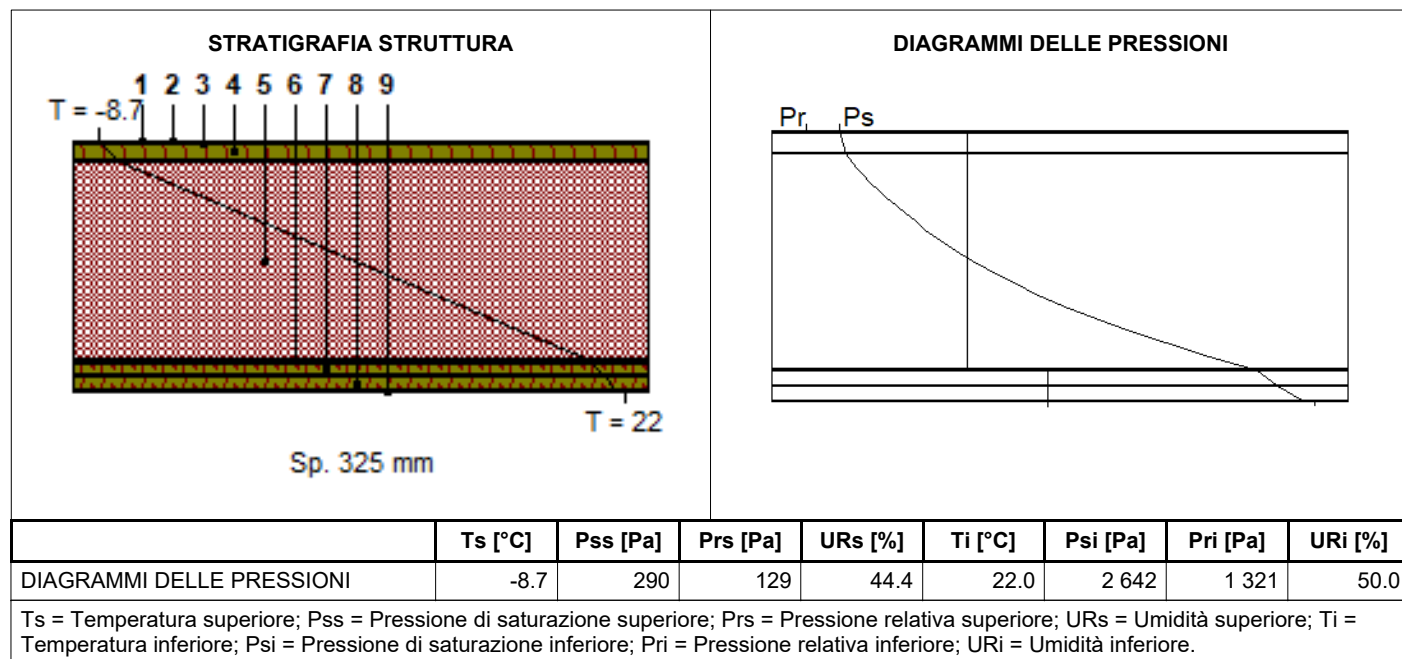 STRATIGRAFIA STRUTTURA
1 2 3 4 5 6 7 8 9
T = -8.7
T = 22
Sp. 325 mm
DIAGRAMMI DELLE PRESSIONI
Pr Ps
Ts [°C] Pss [Pa] Prs [Pa] URs [%] Ti [°C] Psi [Pa] Pri [Pa] URi [%]
DIAGRAMMI DELLE PRESSIONI -8.7 290 129 44.4 22.0 2 642 1 321 50.0
Ts = Temperatura superiore; Pss = Pressione di saturazione superiore; Prs = Pressione relativa superiore; URs = Umidità superiore; Ti =
Temperatura inferiore; Psi = Pressione di saturazione inferiore; Pri = Pressione relativa inferiore; URi = Umidità inferiore.